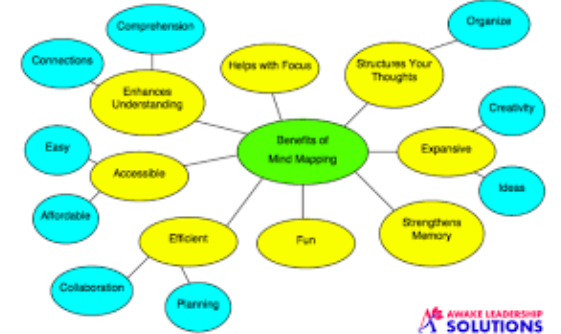 Comprehension
Organize
Connections
Helps with Focus
Structures Your
Thoughts
Enhances
Understanding
Creativity
Benefits of
Mind Mapping
Easy
Expansive
Accessible
Ideas
Affordable
Strengthens
Memory
Efficient
Fun
Collaboration
Planning
AWAKE LEADERSHIP
SOLUTIONS